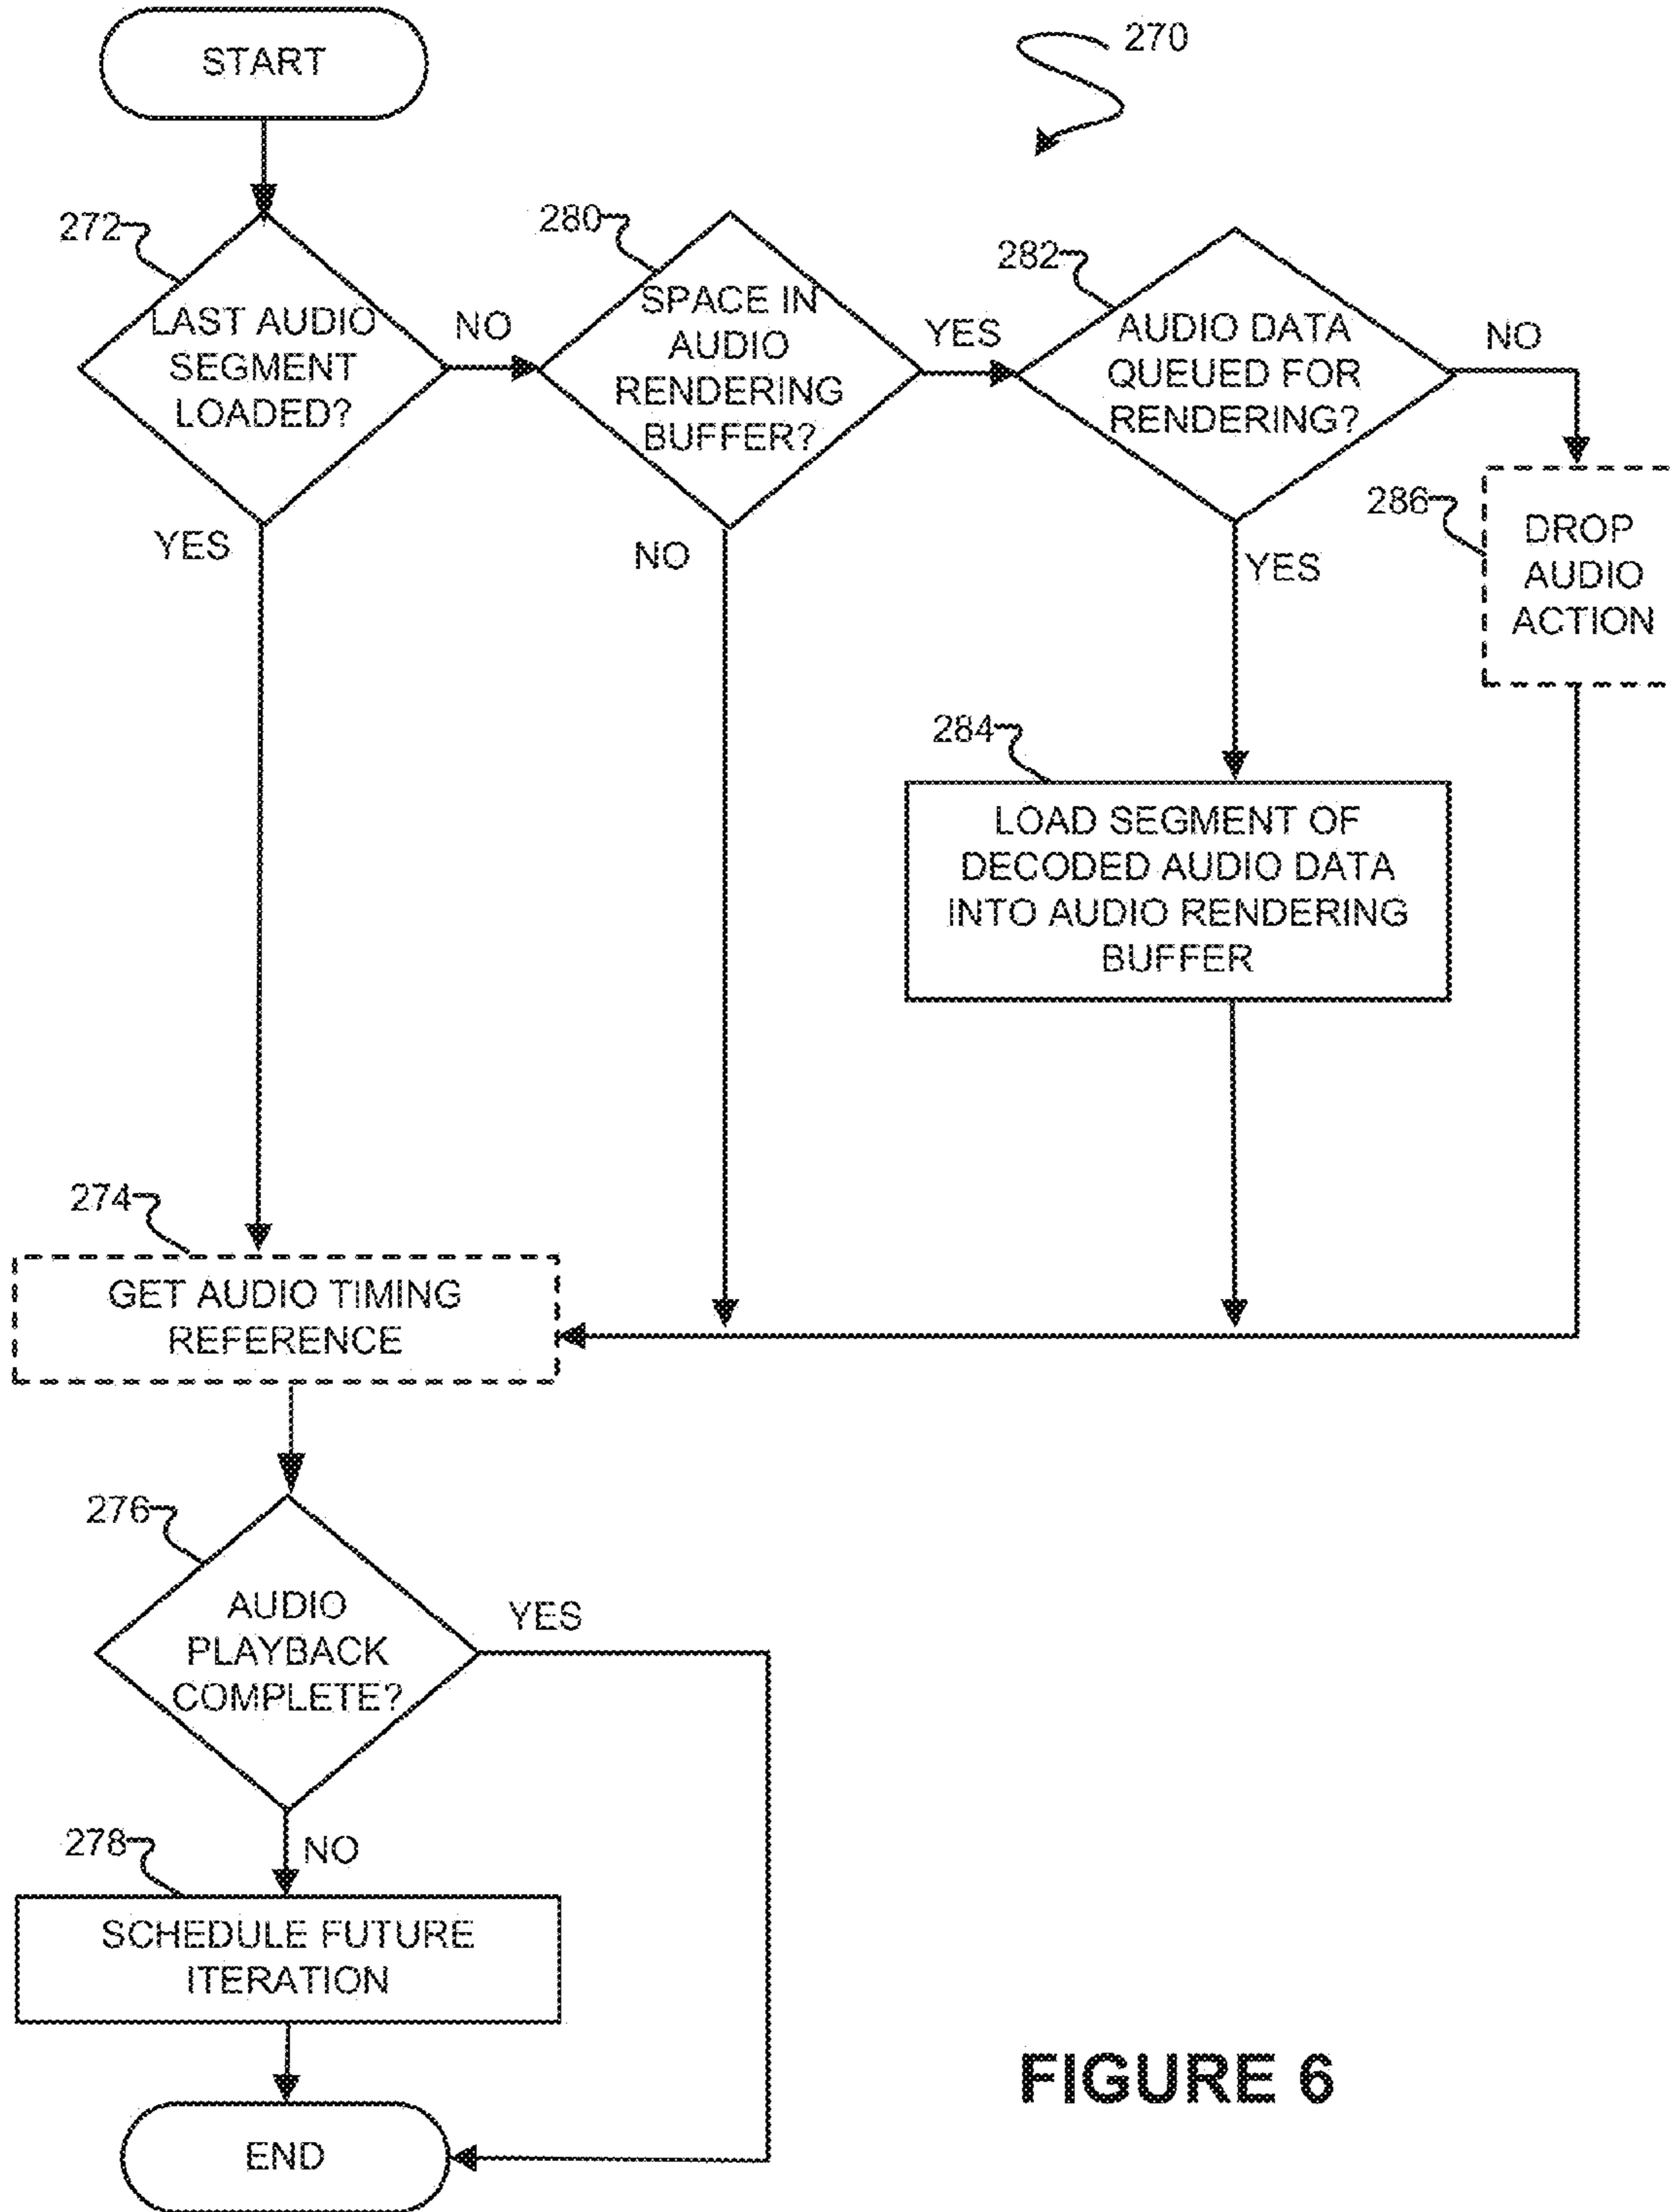 START
270
272
LAST AUDIO
SEGMENT
LOADED?
NO
YES
280
SPACE IN
AUDIO
RENDERING
BUFFER?
YES
NO
282
AUDIO DATA
QUEUED FOR
RENDERING?
NO
YES
286
DROP
AUDIO
ACTION
284
LOAD SEGMENT OF
DECODED AUDIO DATA
INTO AUDIO RENDERING
BUFFER
274
GET AUDIO TIMING
REFERENCE
276
AUDIO
PLAYBACK
COMPLETE?
YES
NO
278
SCHEDULE FUTURE
ITERATION
END
FIGURE 6